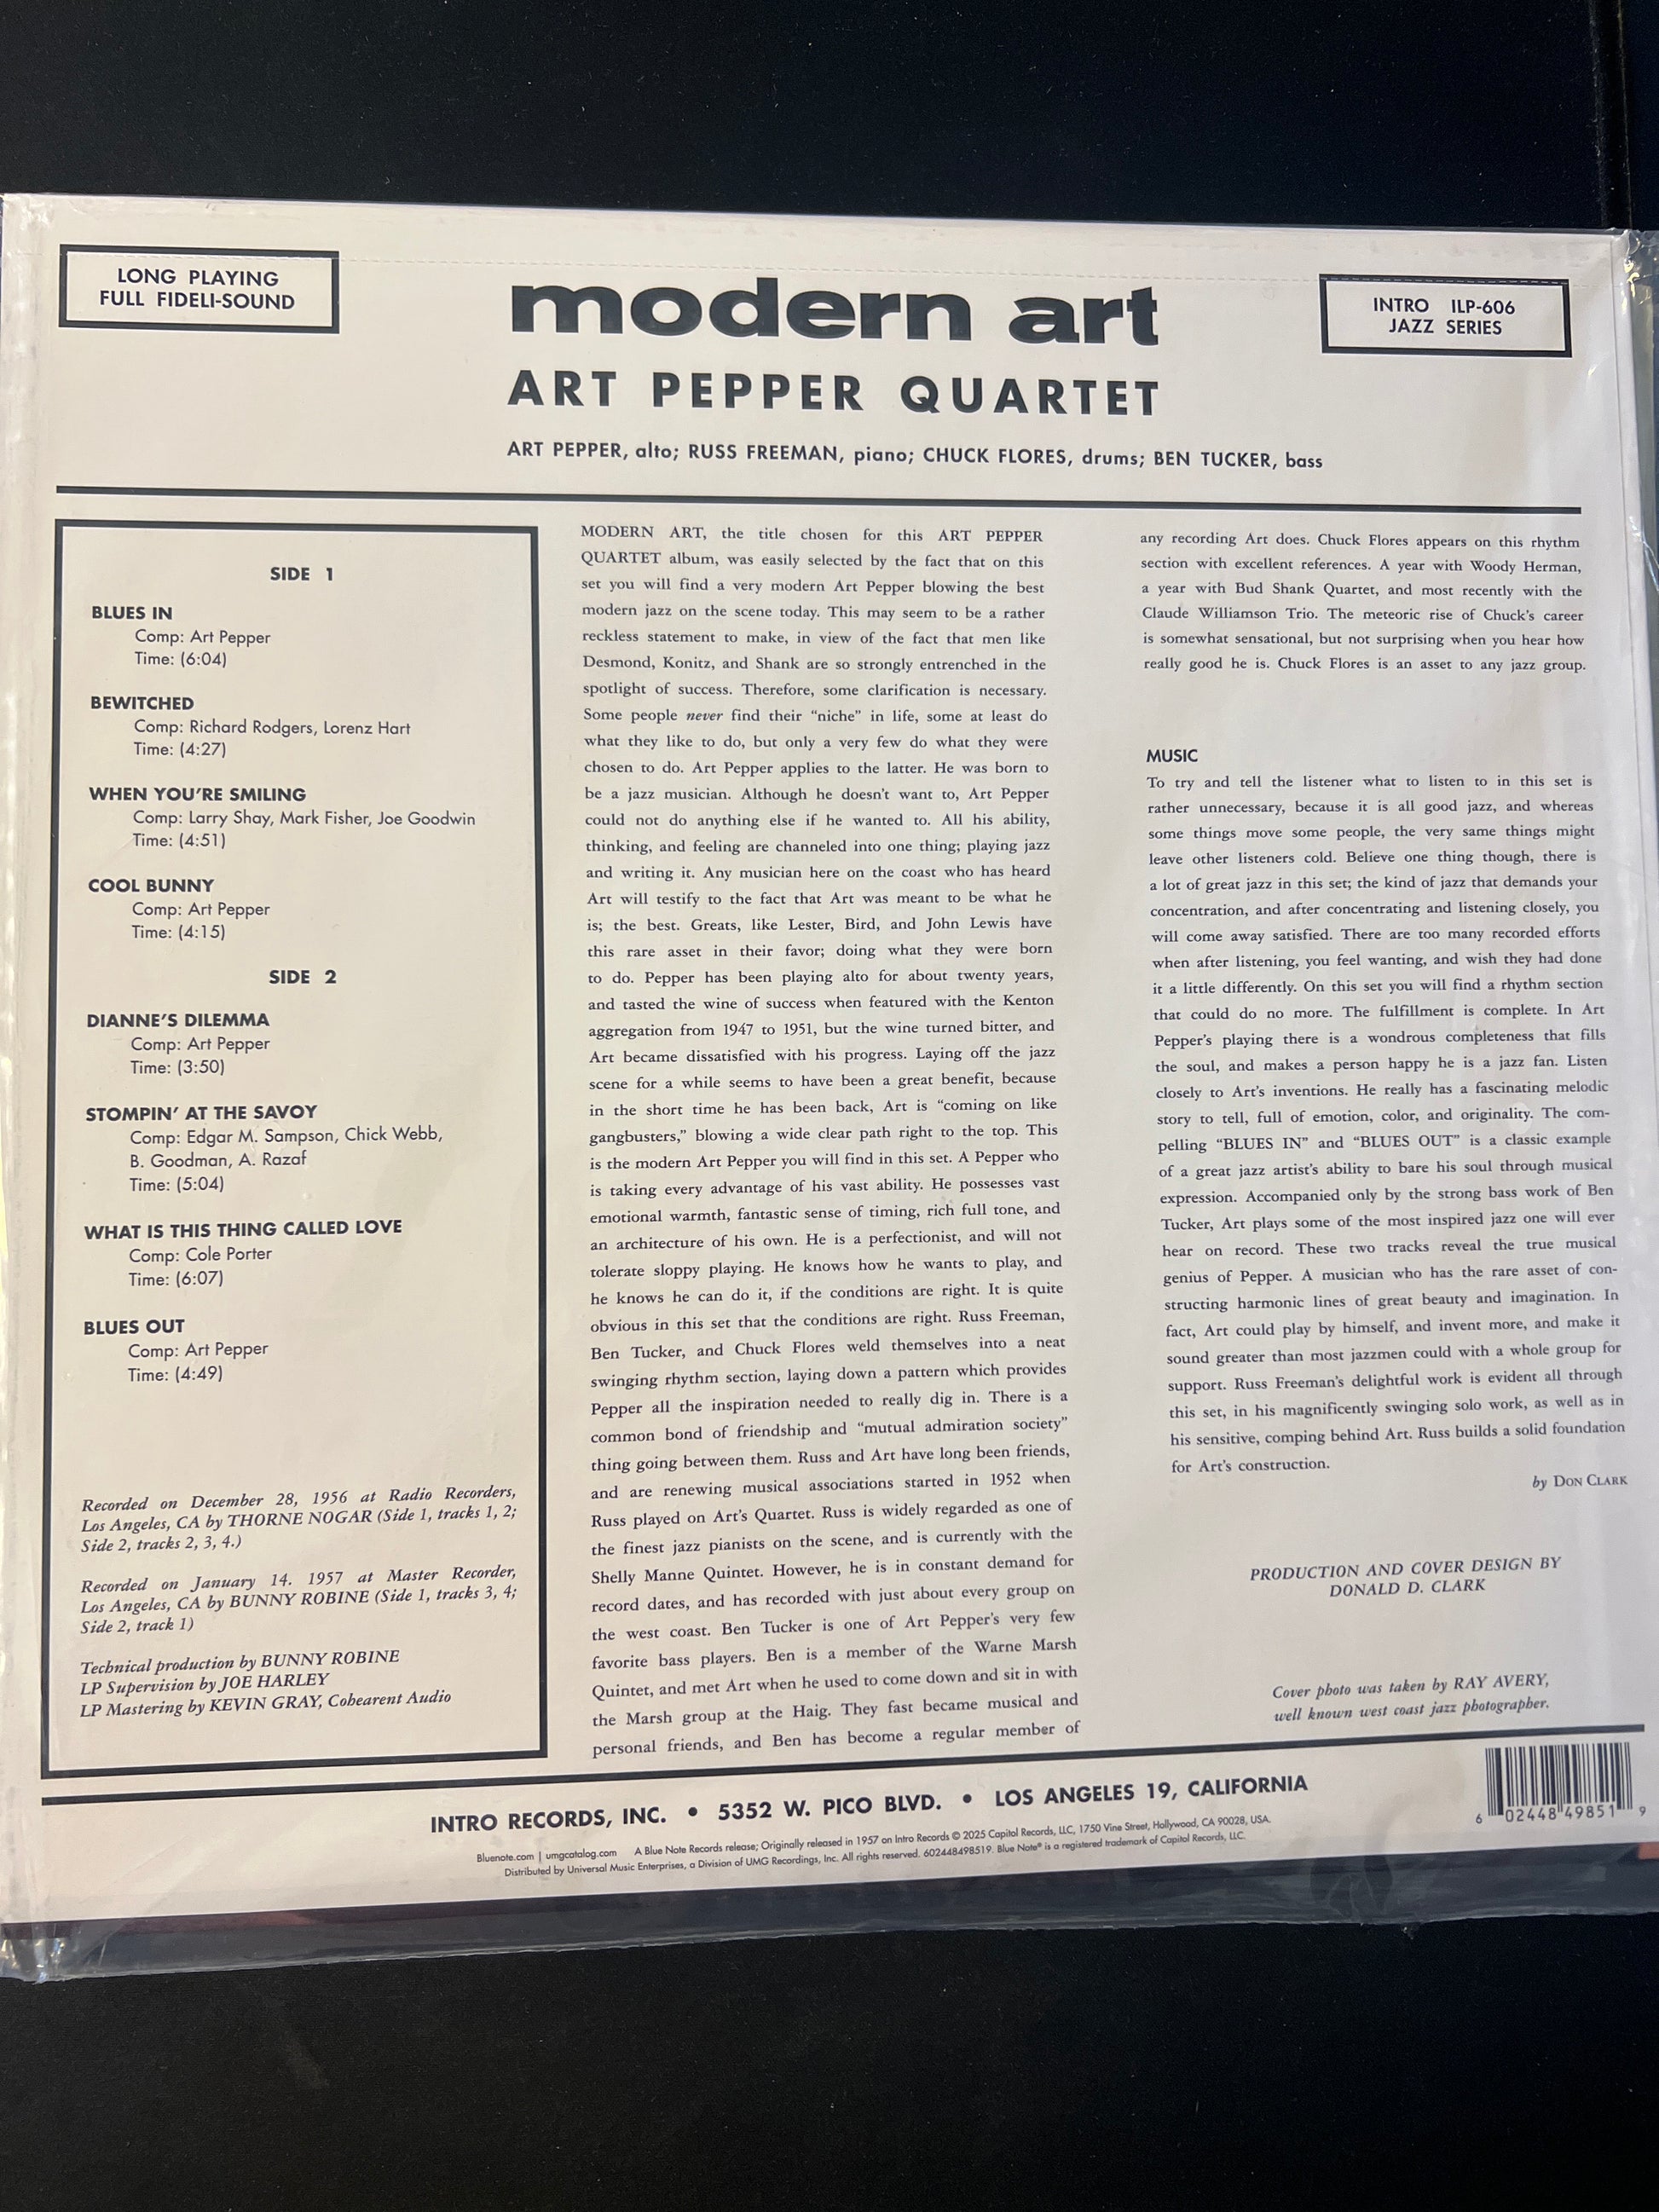 LONG PLAYING
FULL FIDELI-SOUND
modern art
ART PEPPER QUARTET
ART PEPPER, alto; RUSS FREEMAN, piano; CHUCK FLORES, drums; BEN TUCKER, bass
INTRO ILP-606
JAZZ SERIES
SIDE 1
BLUES IN
Comp: Art Pepper
Time: (6:04)
BEWITCHED
Comp: Richard Rodgers, Lorenz Hart
Time: (4:27)
WHEN YOU'RE SMILING
Comp: Larry Shay, Mark Fisher, Joe Goodwin
Time: (4:51)
COOL BUNNY
Comp: Art Pepper
Time: (4:15)
SIDE 2
DIANNE'S DILEMMA
Comp: Art Pepper
Time: (3:50)
STOMPIN' AT THE SAVOY
Comp: Edgar M. Sampson, Chick Webb,
B. Goodman, A. Razaf
Time: (5:04)
WHAT IS THIS THING CALLED LOVE
Comp: Cole Porter
Time: (6:07)
BLUES OUT
Comp: Art Pepper
Time: (4:49)
Recorded on December 28, 1956 at Radio Recorders,
Los Angeles, CA by THORNE NOGAR (Side 1, tracks 1, 2;
Side 2, tracks 2, 3, 4.)
Recorded on January 14. 1957 at Master Recorder,
Los Angeles, CA by BUNNY ROBINE (Side 1, tracks 3, 4;
Side 2, track 1)
Technical production by BUNNY ROBINE
LP Supervision by JOE HARLEY
LP Mastering by KEVIN GRAY, Cohearent Audio
MODERN ART, the title chosen for this ART PEPPER
QUARTET album, was easily selected by the fact that on this
set you will find a very modern Art Pepper blowing the best
modern jazz on the scene today. This may seem to be a rather
reckless statement to make, in view of the fact that men like
Desmond, Konitz, and Shank are so strongly entrenched in the
spotlight of success. Therefore, some clarification is necessary.
Some people never find their “niche” in life, some at least do
what they like to do, but only a very few do what they were
chosen to do. Art Pepper applies to the latter. He was born to
be a jazz musician. Although he doesn't want to, Art Pepper
could not do anything else if he wanted to. All his ability,
thinking, and feeling are channeled into one thing; playing jazz
and writing it. Any musician here on the coast who has heard
Art will testify to the fact that Art was meant to be what he
is; the best. Greats, like Lester, Bird, and John Lewis have
this rare asset in their favor; doing what they were born
to do. Pepper has been playing alto for about twenty years,
and tasted the wine of success when featured with the Kenton
aggregation from 1947 to 1951, but the wine turned bitter, and
Art became dissatisfied with his progress. Laying off the jazz
scene for a while seems to have been a great benefit, because
in the short time he has been back, Art is “coming on like
gangbusters,” blowing a wide clear path right to the top. This
is the modern Art Pepper you will find in this set. A Pepper who
is taking every advantage of his vast ability. He possesses vast
emotional warmth, fantastic sense of timing, rich full tone, and
an architecture of his own. He is a perfectionist, and will not
tolerate sloppy playing. He knows how he wants to play, and
he knows he can do it, if the conditions are right. It is quite
obvious in this set that the conditions are right. Russ Freeman,
Ben Tucker, and Chuck Flores weld themselves into a neat
swinging rhythm section, laying down a pattern which provides
Pepper all the inspiration needed to really dig in. There is a
common bond of friendship and “mutual admiration society”
thing going between them. Russ and Art have long been friends,
and are renewing musical associations started in 1952 when
Russ played on Art's Quartet. Russ is widely regarded as one of
the finest jazz pianists on the scene, and is currently with the
Shelly Manne Quintet. However, he is in constant demand for
record dates, and has recorded with just about every group on
the west coast. Ben Tucker is one of Art Pepper's very few
favorite bass players. Ben is a member of the Warne Marsh
Quintet, and met Art when he used to come down and sit in with
the Marsh group at the Haig. They fast became musical and
personal friends, and Ben has become a regular member of
any recording Art does. Chuck Flores appears on this rhythm
section with excellent references. A year with Woody Herman,
a year with Bud Shank Quartet, and most recently with the
Claude Williamson Trio. The meteoric rise of Chuck's career
is somewhat sensational, but not surprising when you hear how
really good he is. Chuck Flores is an asset to any jazz group.
MUSIC
To try and tell the listener what to listen to in this set is
rather unnecessary, because it is all good jazz, and whereas
some things move some people, the very same things might
leave other listeners cold. Believe one thing though, there is
a lot of great jazz in this set; the kind of jazz that demands your
concentration, and after concentrating and listening closely, you
will come away satisfied. There are too many recorded efforts
when after listening, you feel wanting, and wish they had done
it a little differently. On this set you will find a rhythm section
that could do no more. The fulfillment is complete. In Art
Pepper's playing there is a wondrous completeness that fills
the soul, and makes a person happy he is a jazz fan. Listen
closely to Art's inventions. He really has a fascinating melodic
story to tell, full of emotion, color, and originality. The com-
pelling “BLUES IN” and “BLUES OUT” is a classic example
of a great jazz artist's ability to bare his soul through musical
expression. Accompanied only by the strong bass work of Ben
Tucker, Art plays some of the most inspired jazz one will ever
hear on record. These two tracks reveal the true musical
genius of Pepper. A musician who has the rare asset of con-
structing harmonic lines of great beauty and imagination. In
fact, Art could play by himself, and invent more, and make it
sound greater than most jazzmen could with a whole group for
support. Russ Freeman's delightful work is evident all through
this set, in his magnificently swinging solo work, as well as in
his sensitive, comping behind Art. Russ builds a solid foundation
for Art's construction.
by DON CLARK
PRODUCTION AND COVER DESIGN BY
DONALD D. CLARK
Cover photo was taken by RAY AVERY,
well known west coast jazz photographer.
INTRO RECORDS, INC. • 5352 W. PICO BLVD. • LOS ANGELES 19, CALIFORNIA
Bluenote.com | umgcatalog.com A Blue Note Records release; Originally released in 1957 on Intro Records © 2025 Capitol Records, LLC, 1750 Vine Street, Hollywood, CA 90028, USA.
Distributed by Universal Music Enterprises, a Division of UMG Recordings, Inc. All rights reserved. 602448498519. Blue Note® is a registered trademark of Capitol Records, LLC.
6 02448 49851 9